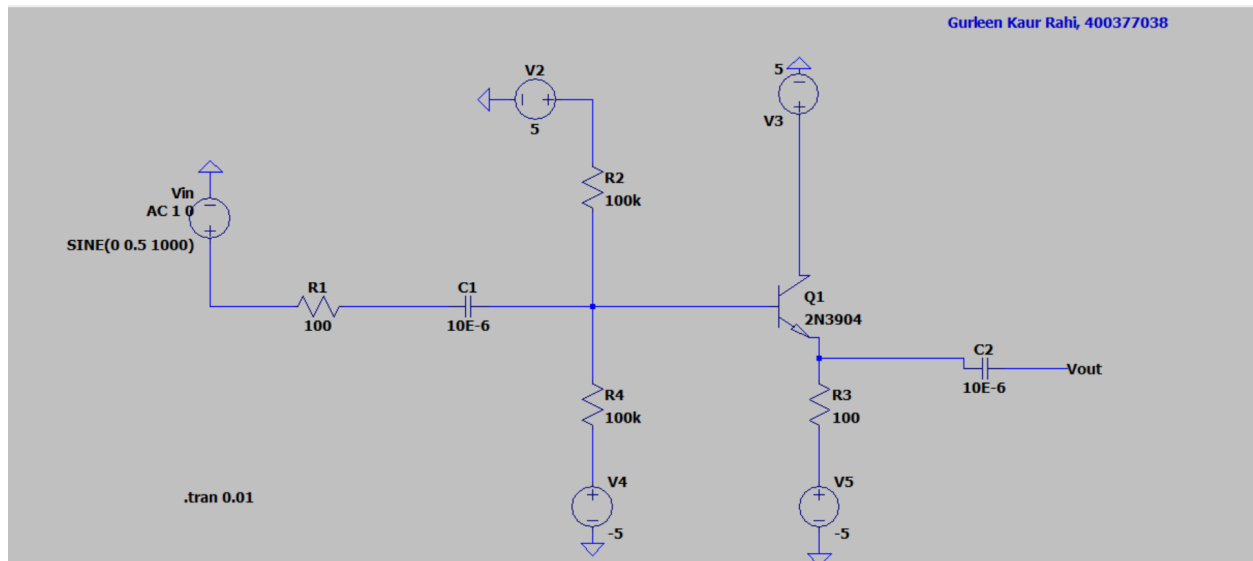 Gurleen Kaur Rahi, 400377038
V2
5
5
V3
Vin
AC 1 0
SINE(0 0.5 1000)
R2
100k
R1
100
C1
10E-6
Q1
2N3904
C2
10E-6
Vout
R4
100k
R3
100
.tran 0.01
V4
-5
V5
-5